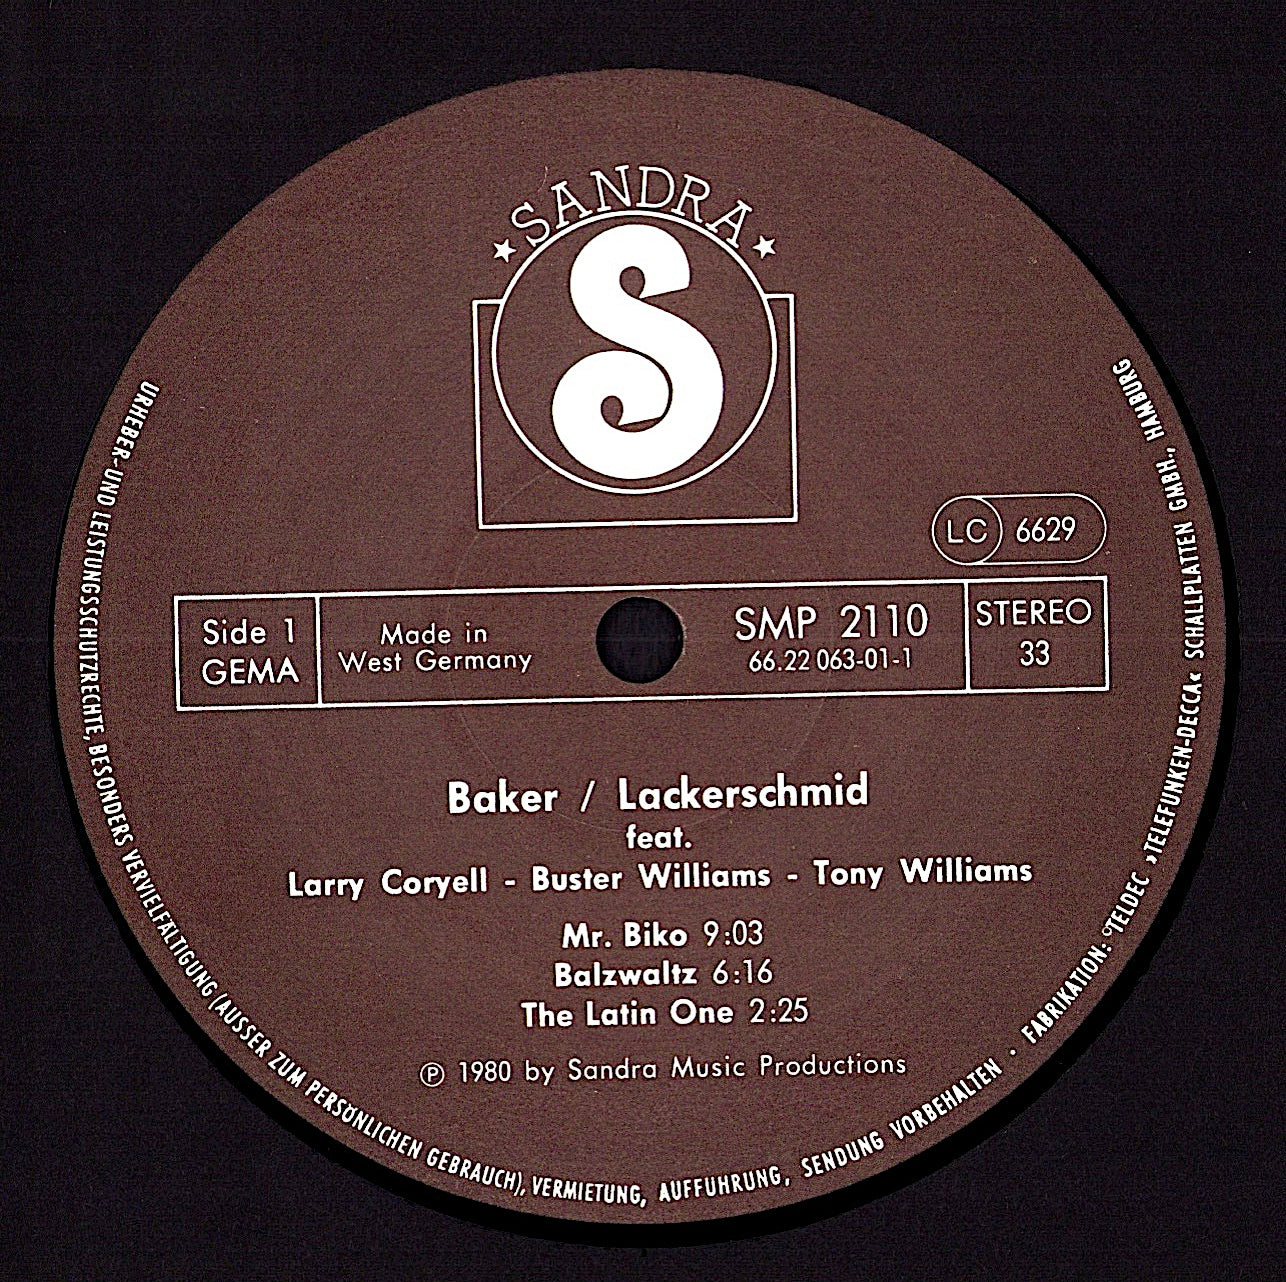 SANDRA
S
LC 6629
Side 1
GEMA
Made in
West Germany
SMP 2110
66.22 063-01-1
STEREO
33
Baker / Lackerschmid
feat.
Larry Coryell - Buster Williams - Tony Williams
Mr. Biko 9:03
Balzwaltz 6:16
The Latin One 2:25
℗ 1980 by Sandra Music Productions
URHEBER- UND LEISTUNGSSCHUTZRECHTE, BESONDERS VERVIELFÄLTIGUNG (AUSSER ZUM PERSÖNLICHEN GEBRAUCH), VERMIETUNG, AUFFÜHRUNG, SENDUNG VORBEHALTEN · FABRIKATION: °TELDEC »TELEFUNKEN-DECCA« SCHALLPLATTEN GMBH., HAMBURG